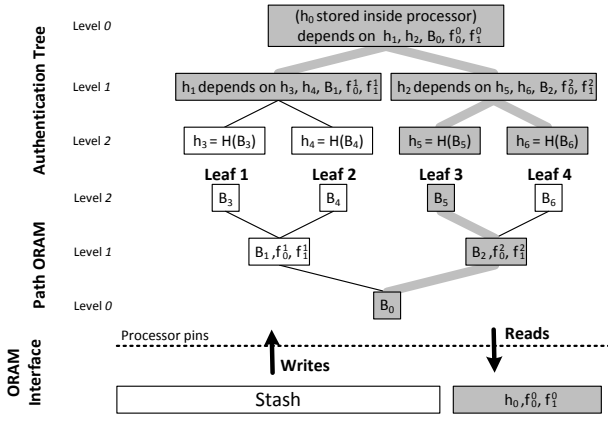 Authentication Tree
Level 0
(h₀ stored inside processor)
depends on h₁, h₂, B₀, f₀⁰, f₁⁰
Level 1
h₁ depends on h₃, h₄, B₁, f₀¹, f₁¹
h₂ depends on h₅, h₆, B₂, f₀², f₁²
Level 2
h₃ = H(B₃)
h₄ = H(B₄)
h₅ = H(B₅)
h₆ = H(B₆)
Path ORAM
Leaf 1
Leaf 2
Leaf 3
Leaf 4
Level 2
B₃
B₄
B₅
B₆
Level 1
B₁,f₀¹,f₁¹
B₂,f₀²,f₁²
Level 0
B₀
ORAM
Interface
Processor pins
Writes
Reads
Stash
h₀,f₀⁰, f₁⁰